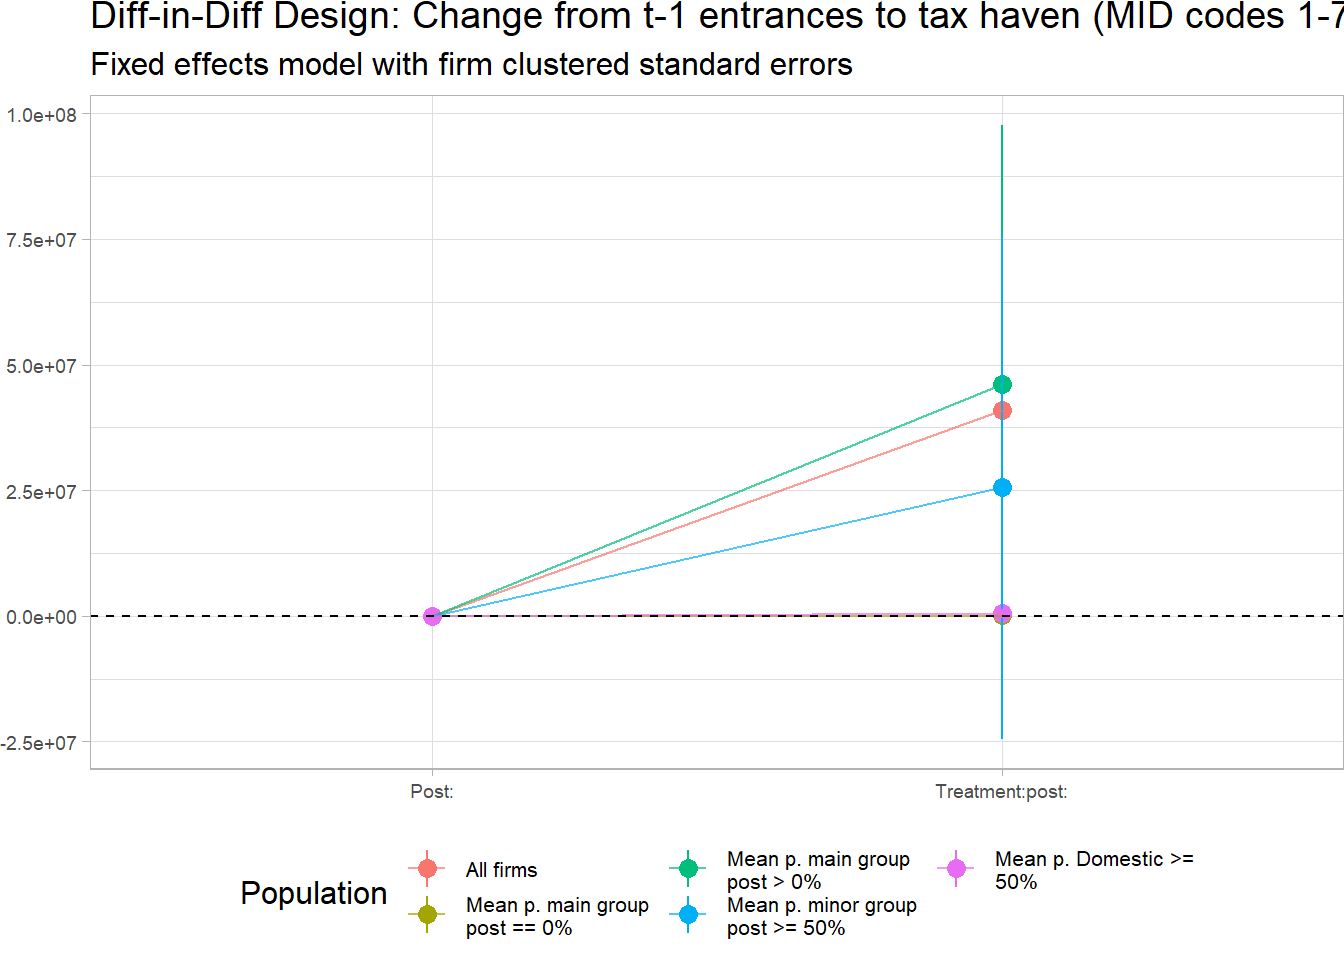 Diff-in-Diff Design: Change from t-1 entrances to tax haven (MID codes 1-7
Fixed effects model with firm clustered standard errors
1.0e+08
7.5e+07
5.0e+07
2.5e+07
0.0e+00
-2.5e+07
Post:
Treatment:post:
Population
All firms
Mean p. main group
post == 0%
Mean p. main group
post > 0%
Mean p. minor group
post >= 50%
Mean p. Domestic >=
50%